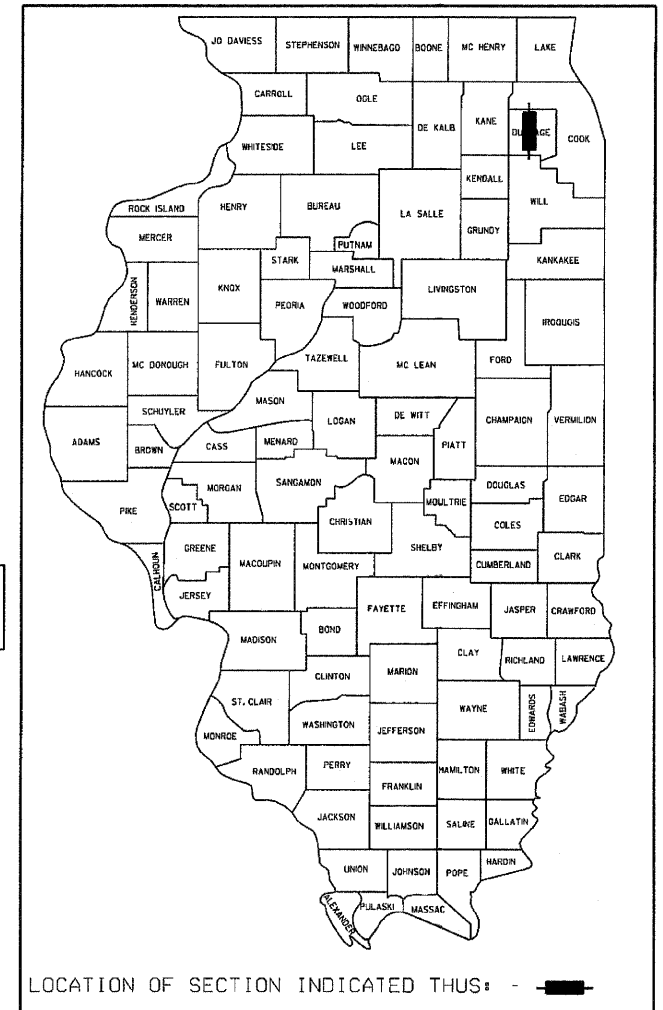 JO DAVIESS STEPHENSON WINNEBAGO BOONE MC HENRY LAKE
CARROLL OGLE DE KALB KANE COOK
WHITESIDE LEE
KENDALL WILL
ROCK ISLAND HENRY BUREAU LA SALLE GRUNDY
MERCER PUTNAM
STARK MARSHALL KANKAKEE
HENDERSON WARREN KNOX PEORIA WOODFORD LIVINGSTON IROQUOIS
HANCOCK MC DONOUGH FULTON TAZEWELL MC LEAN FORD
MASON
SCHUYLER LOGAN DE WITT CHAMPAIGN VERMILION
ADAMS BROWN CASS MENARD MACON PIATT
MORGAN SANGAMON DOUGLAS EDGAR
PIKE SCOTT CHRISTIAN MOULTRIE COLES
GREENE MACOUPIN MONTGOMERY SHELBY CUMBERLAND CLARK
CALHOUN JERSEY FAYETTE EFFINGHAM JASPER CRAWFORD
MADISON BOND
CLAY RICHLAND LAWRENCE
CLINTON MARION
ST. CLAIR WASHINGTON WAYNE EDWARDS WABASH
MONROE JEFFERSON
RANDOLPH PERRY HAMILTON WHITE
FRANKLIN
JACKSON WILLIAMSON SALINE GALLATIN
UNION JOHNSON POPE HARDIN
ALEXANDER PULASKI MASSAC
LOCATION OF SECTION INDICATED THUS: -